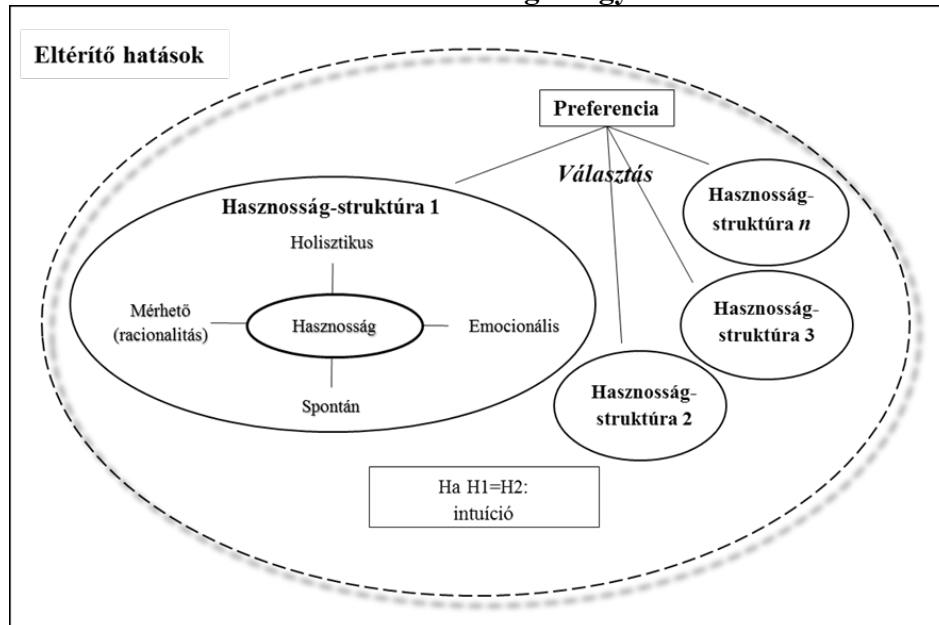 Eltérítő hatások
Preferencia
Választás
Hasznosság-struktúra 1
Holisztikus
Mérhető
(racionalitás)
Hasznosság
Emocionális
Spontán
Hasznosság-
struktúra n
Hasznosság-
struktúra 3
Hasznosság-
struktúra 2
Ha H1=H2:
intuíció